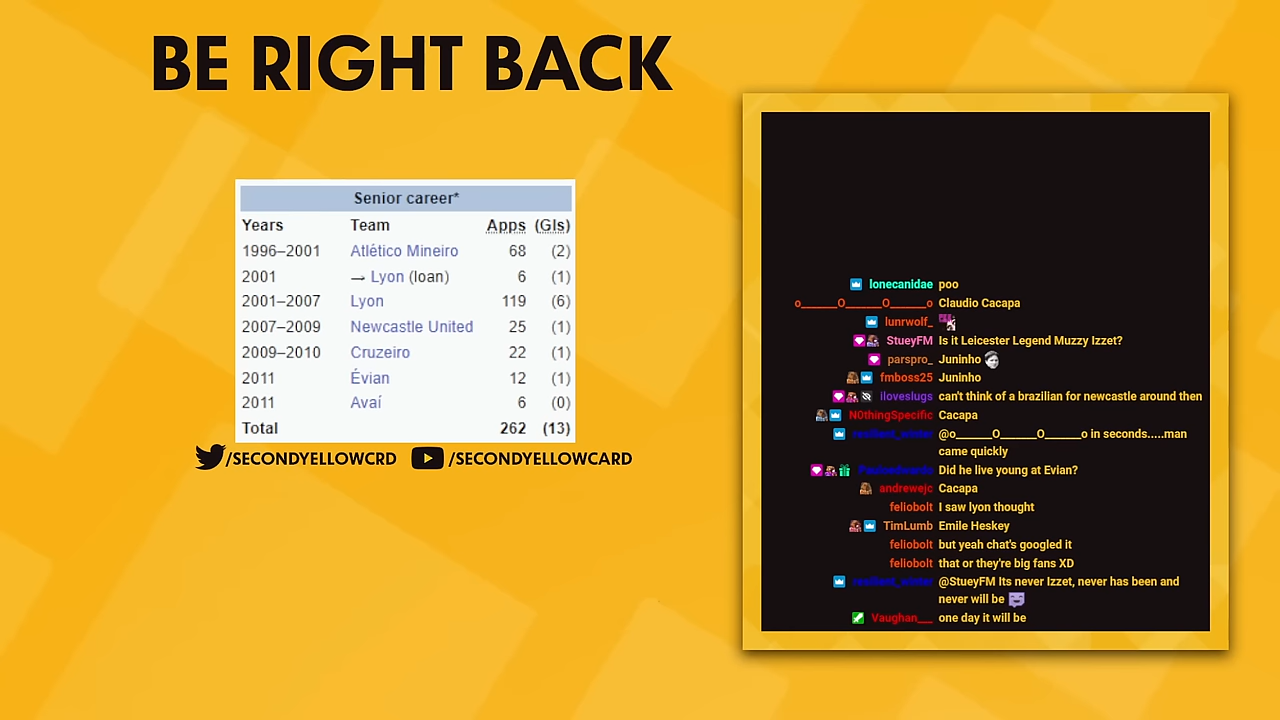 BE RIGHT BACK
Senior career*
Years Team Apps (Gls)
1996–2001 Atlético Mineiro 68 (2)
2001 → Lyon (loan) 6 (1)
2001–2007 Lyon 119 (6)
2007–2009 Newcastle United 25 (1)
2009–2010 Cruzeiro 22 (1)
2011 Évian 12 (1)
2011 Avaí 6 (0)
Total 262 (13)
/SECONDYELLOWCRD /SECONDYELLOWCARD
lonecanidae poo
o______O______O______o Claudio Cacapa
lunrwolf_
StueyFM Is it Leicester Legend Muzzy Izzet?
parspro_ Juninho
fmboss25 Juninho
iloveslugs can't think of a brazilian for newcastle around then
N0thingSpecific Cacapa
@o______O______O______o in seconds.....man
came quickly
Did he live young at Evian?
andrewejc Cacapa
feliobolt I saw lyon thought
TimLumb Emile Heskey
feliobolt but yeah chat's googled it
feliobolt that or they're big fans XD
@StueyFM Its never Izzet, never has been and
never will be
Vaughan___ one day it will be